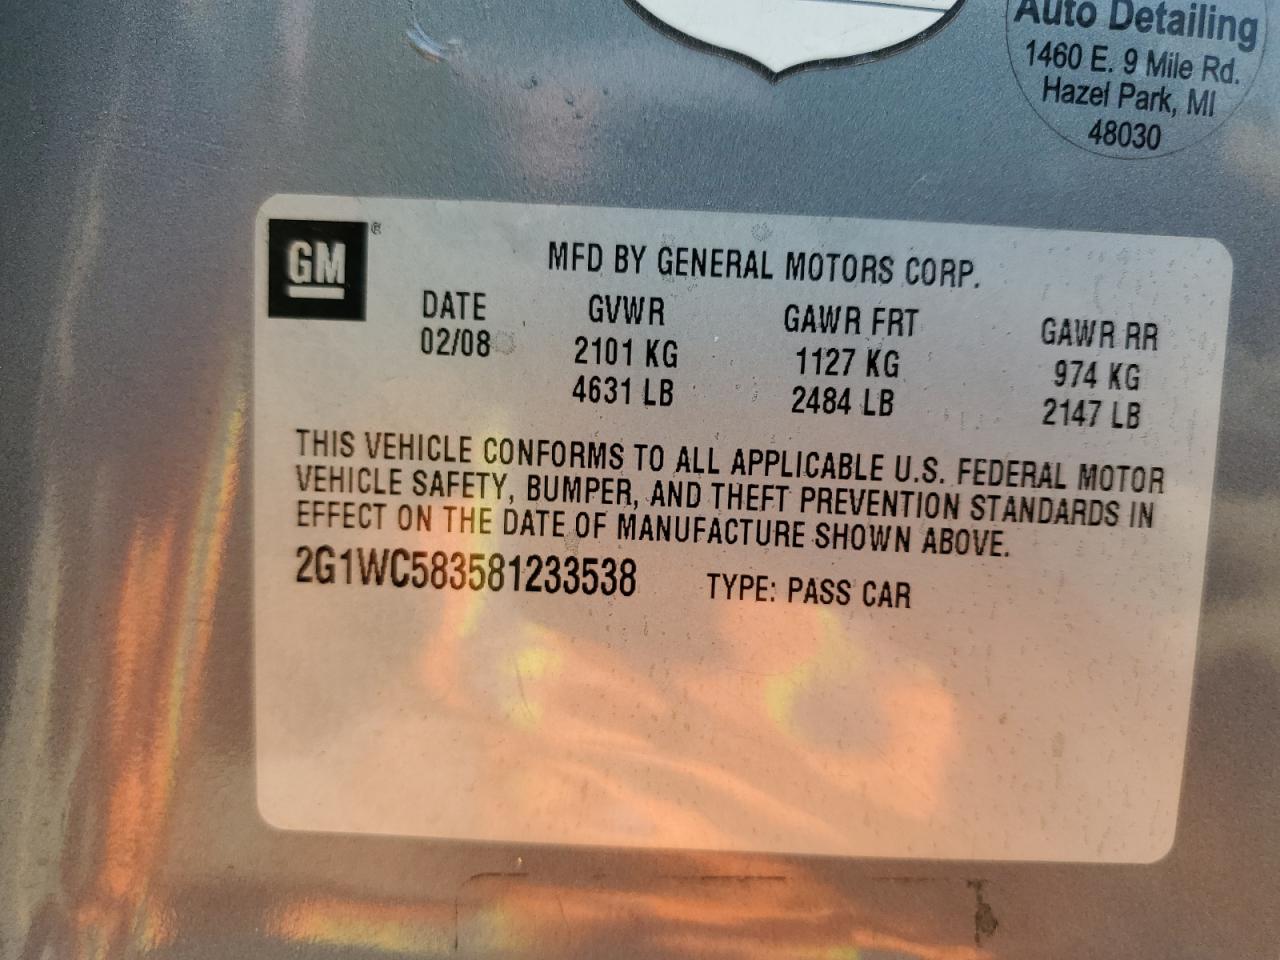 Auto Detailing
1460 E. 9 Mile Rd.
Hazel Park, MI
48030
GM®
MFD BY GENERAL MOTORS CORP.
DATE GVWR GAWR FRT GAWR RR
02/08 2101 KG 1127 KG 974 KG
4631 LB 2484 LB 2147 LB
THIS VEHICLE CONFORMS TO ALL APPLICABLE U.S. FEDERAL MOTOR
VEHICLE SAFETY, BUMPER, AND THEFT PREVENTION STANDARDS IN
EFFECT ON THE DATE OF MANUFACTURE SHOWN ABOVE.
2G1WC583581233538 TYPE: PASS CAR